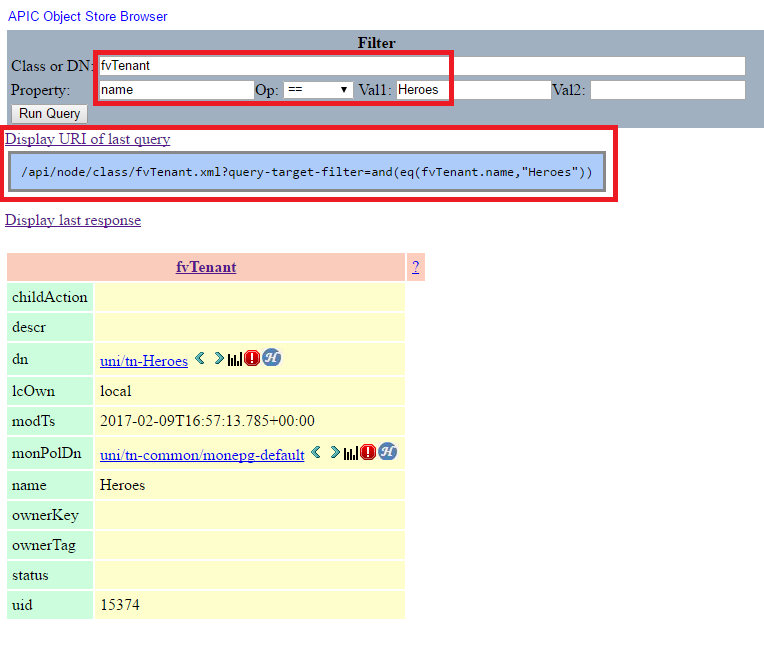 APIC Object Store Browser
Filter
Class or DN: fvTenant
Property: name Op: == Val1: Heroes Val2:
Run Query
Display URI of last query
/api/node/class/fvTenant.xml?query-target-filter=and(eq(fvTenant.name,"Heroes"))
Display last response
fvTenant ?
childAction
descr
dn uni/tn-Heroes H
lcOwn local
modTs 2017-02-09T16:57:13.785+00:00
monPolDn uni/tn-common/monepg-default H
name Heroes
ownerKey
ownerTag
status
uid 15374